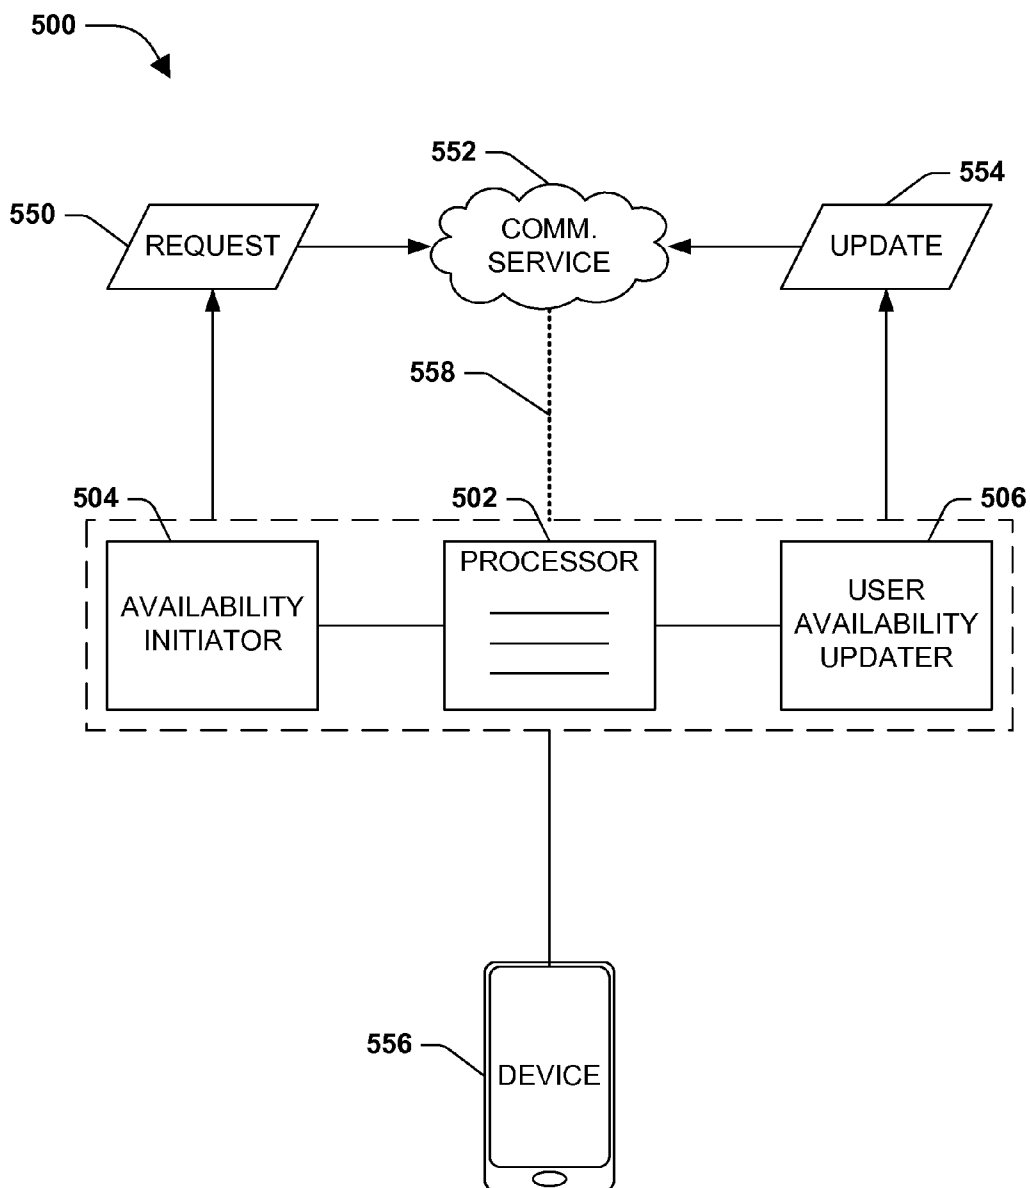 500
552
554
550
REQUEST
COMM.
SERVICE
UPDATE
558
504
502
506
AVAILABILITY
INITIATOR
PROCESSOR
USER
AVAILABILITY
UPDATER
556
DEVICE